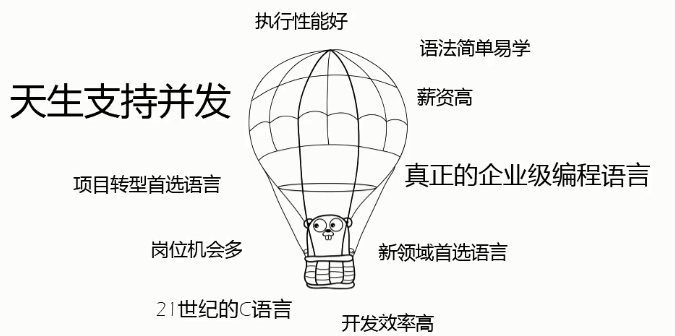 执行性能好
语法简单易学
天生支持并发
薪资高
项目转型首选语言
真正的企业级编程语言
岗位机会多
新领域首选语言
21世纪的C语言
开发效率高